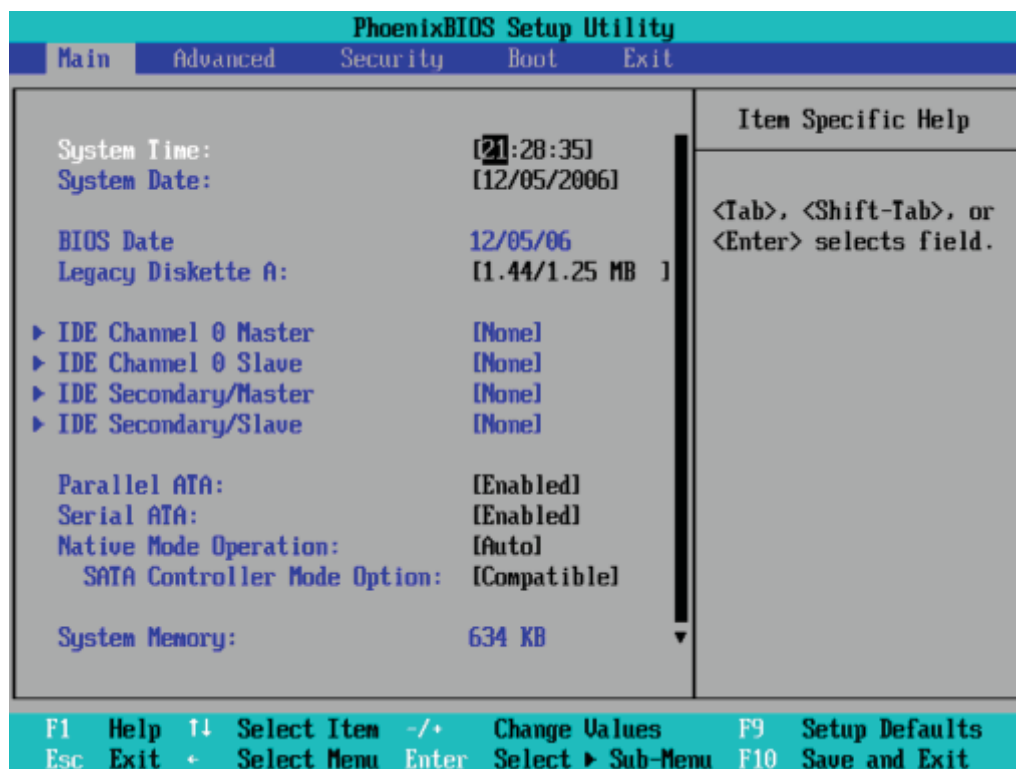 PhoenixBIOS Setup Utility
Main Advanced Security Boot Exit
Item Specific Help
System Time: [21:28:35]
System Date: [12/05/2006]
<Tab>, <Shift-Tab>, or
<Enter> selects field.
BIOS Date 12/05/06
Legacy Diskette A: [1.44/1.25 MB ]
▶ IDE Channel 0 Master [None]
▶ IDE Channel 0 Slave [None]
▶ IDE Secondary/Master [None]
▶ IDE Secondary/Slave [None]
Parallel ATA: [Enabled]
Serial ATA: [Enabled]
Native Mode Operation: [Auto]
SATA Controller Mode Option: [Compatible]
System Memory: 634 KB
F1 Help ↑↓ Select Item -/+ Change Values F9 Setup Defaults
Esc Exit ← Select Menu Enter Select ▶ Sub-Menu F10 Save and Exit